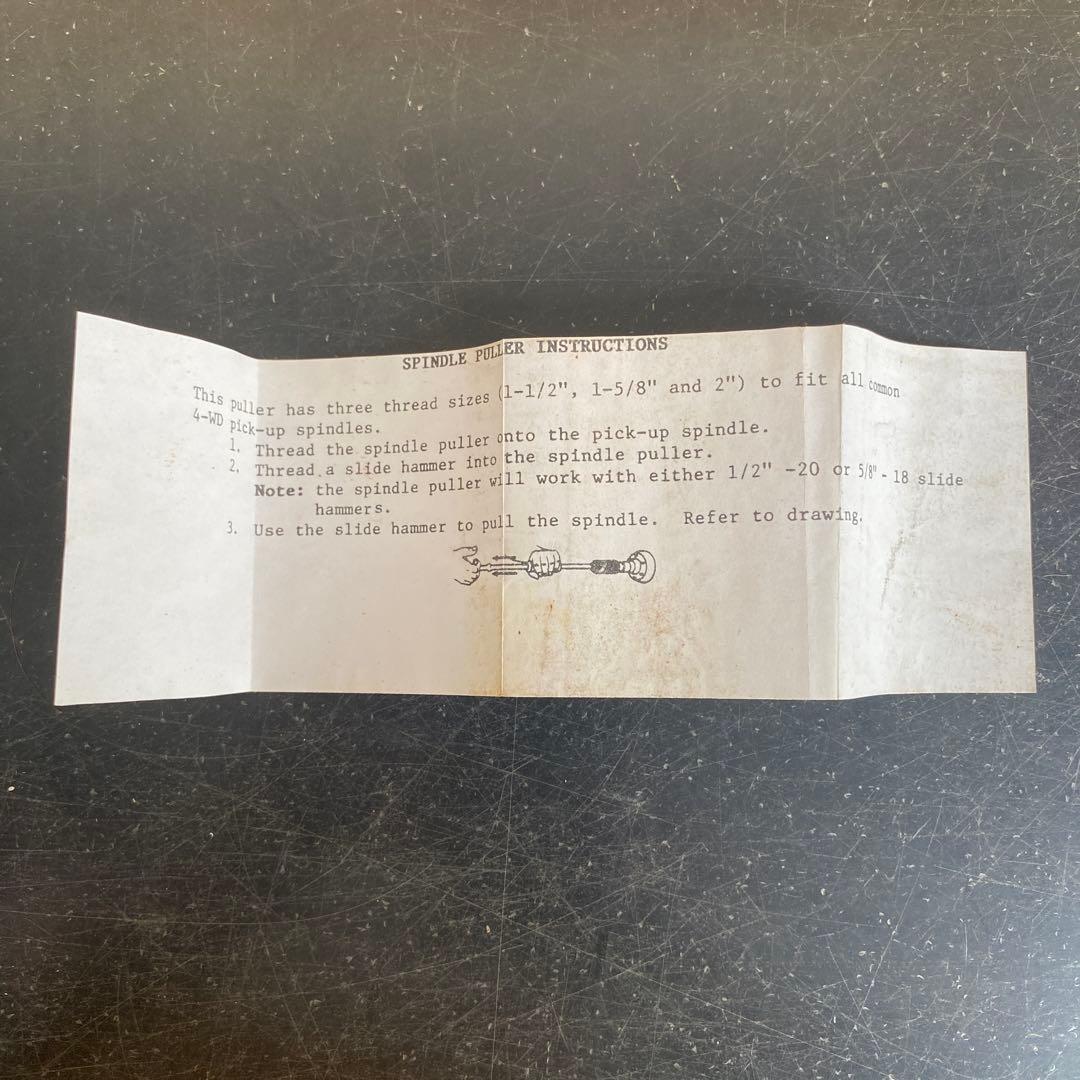 SPINDLE PULLER INSTRUCTIONS
This puller has three thread sizes (1-1/2", 1-5/8" and 2") to fit all common
4-WD pick-up spindles.
1. Thread the spindle puller onto the pick-up spindle.
2. Thread a slide hammer into the spindle puller.
Note: the spindle puller will work with either 1/2" -20 or 5/8" - 18 slide
hammers.
3. Use the slide hammer to pull the spindle. Refer to drawing.